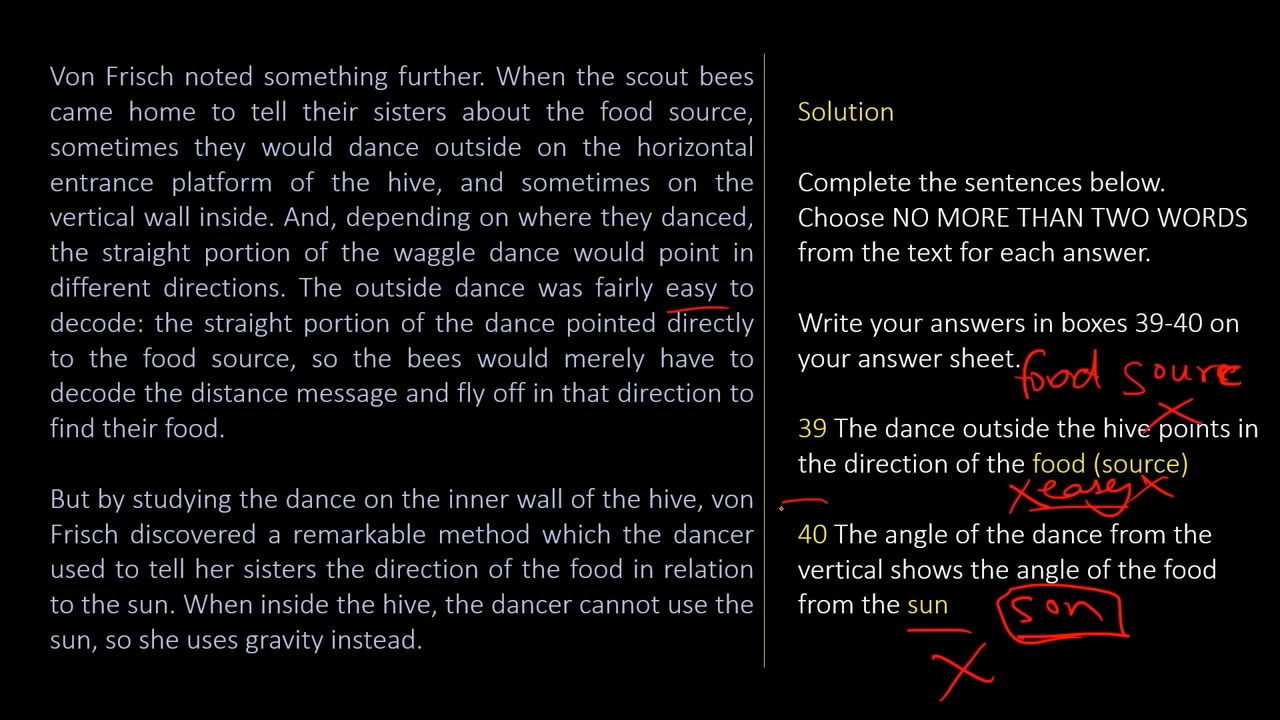 Von Frisch noted something further. When the scout bees
came home to tell their sisters about the food source,
sometimes they would dance outside on the horizontal
entrance platform of the hive, and sometimes on the
vertical wall inside. And, depending on where they danced,
the straight portion of the waggle dance would point in
different directions. The outside dance was fairly easy to
decode: the straight portion of the dance pointed directly
to the food source, so the bees would merely have to
decode the distance message and fly off in that direction to
find their food.
But by studying the dance on the inner wall of the hive, von
Frisch discovered a remarkable method which the dancer
used to tell her sisters the direction of the food in relation
to the sun. When inside the hive, the dancer cannot use the
sun, so she uses gravity instead.
Solution
Complete the sentences below.
Choose NO MORE THAN TWO WORDS
from the text for each answer.
Write your answers in boxes 39-40 on
your answer sheet.
food sourc
39 The dance outside the hive points in
the direction of the food (source)
easy
40 The angle of the dance from the
vertical shows the angle of the food
from the sun
son